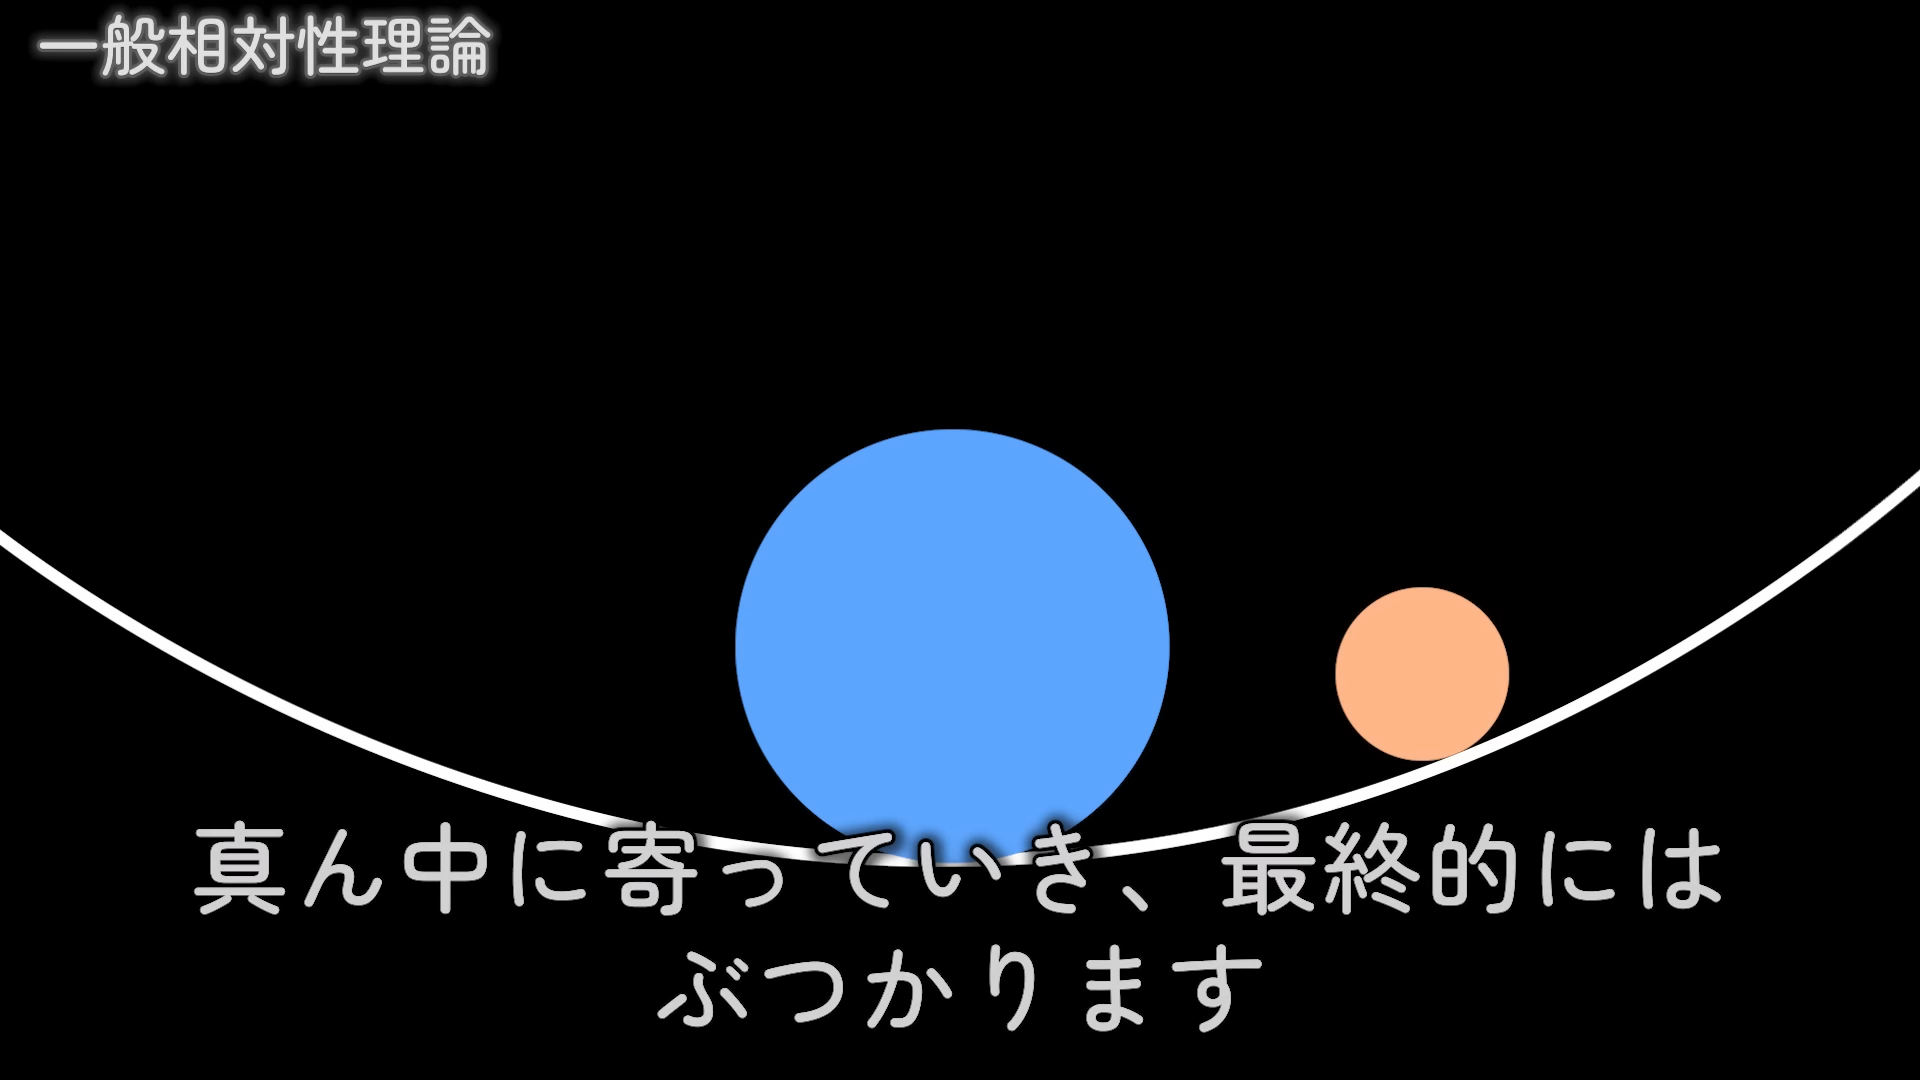 一般相対性理論
真ん中に寄っていき、最終的には
ぶつかります